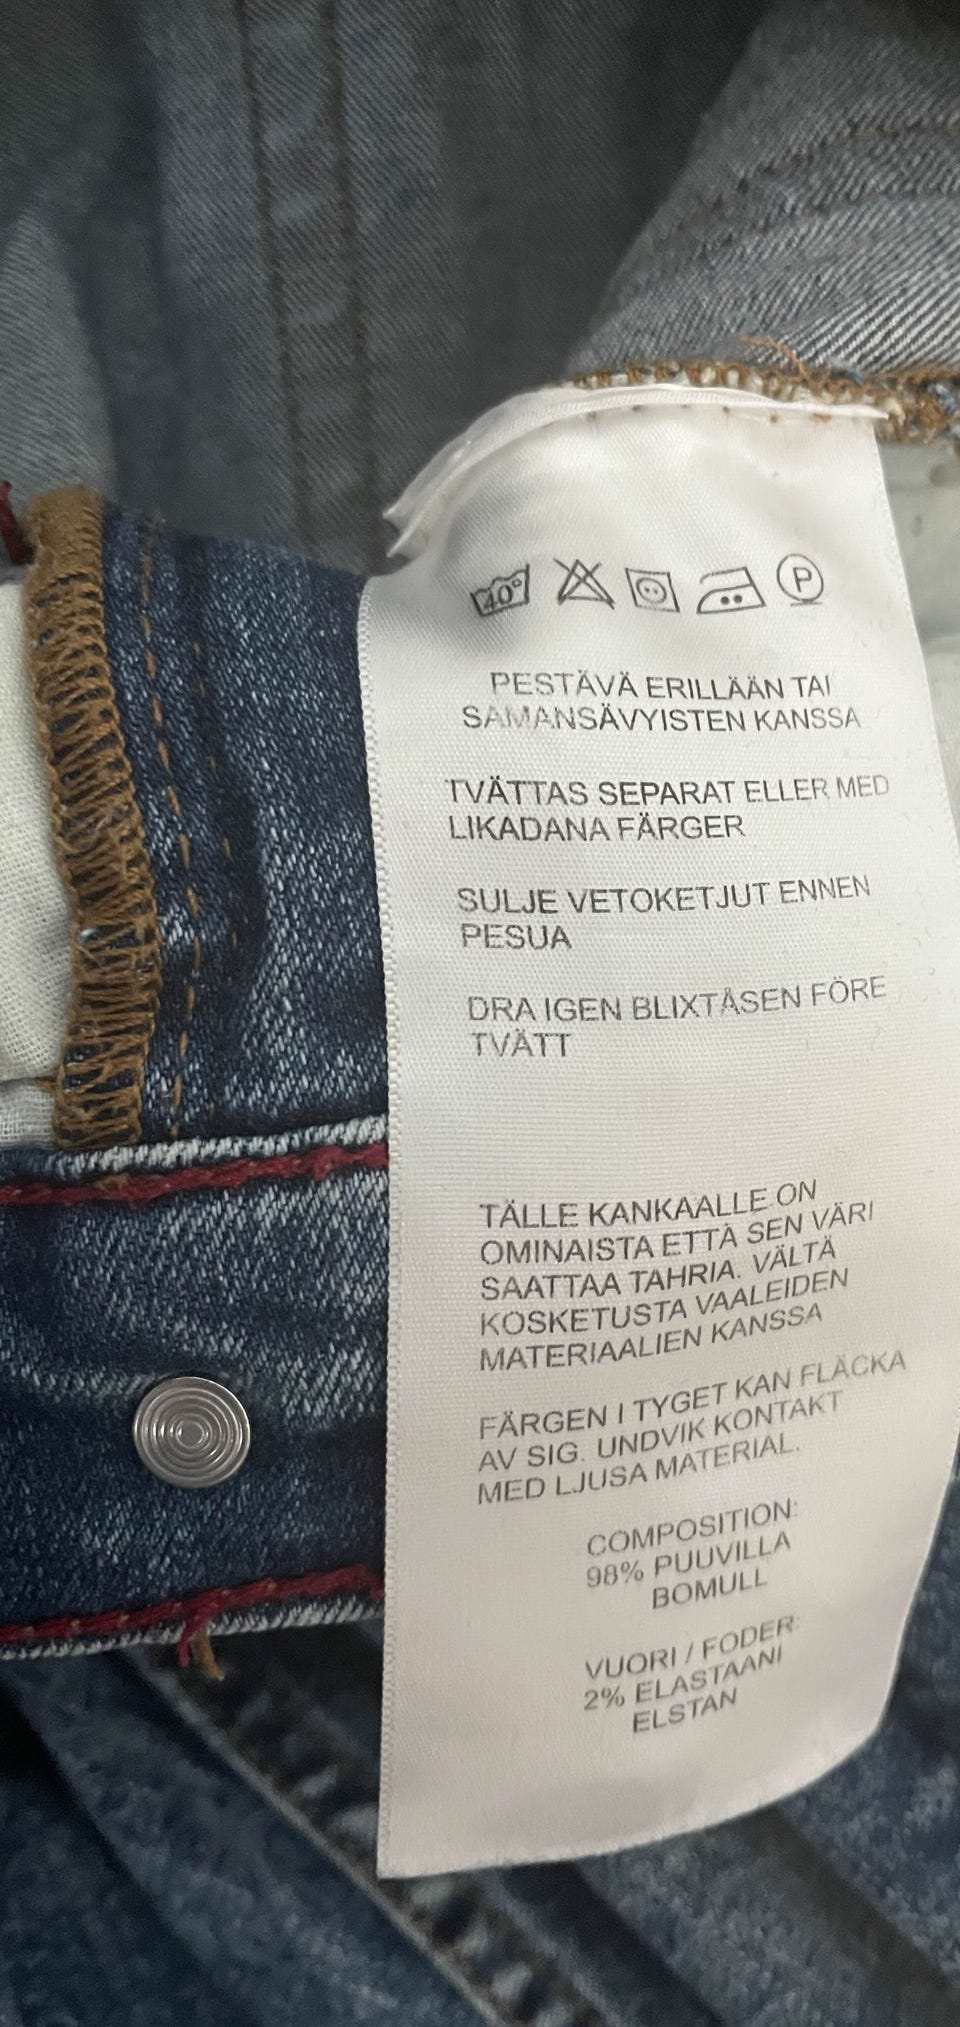 40°
P
PESTÄVÄ ERILLÄÄN TAI
SAMANSÄVYISTEN KANSSA
TVÄTTAS SEPARAT ELLER MED
LIKADANA FÄRGER
SULJE VETOKETJUT ENNEN
PESUA
DRA IGEN BLIXTÅSEN FÖRE
TVÄTT
TÄLLE KANKAALLE ON
OMINAISTA ETTÄ SEN VÄRI
SAATTAA TAHRIA. VÄLTÄ
KOSKETUSTA VAALEIDEN
MATERIAALIEN KANSSA
FÄRGEN I TYGET KAN FLÄCKA
AV SIG. UNDVIK KONTAKT
MED LJUSA MATERIAL.
COMPOSITION:
98% PUUVILLA
BOMULL
VUORI / FODER:
2% ELASTAANI
ELSTAN